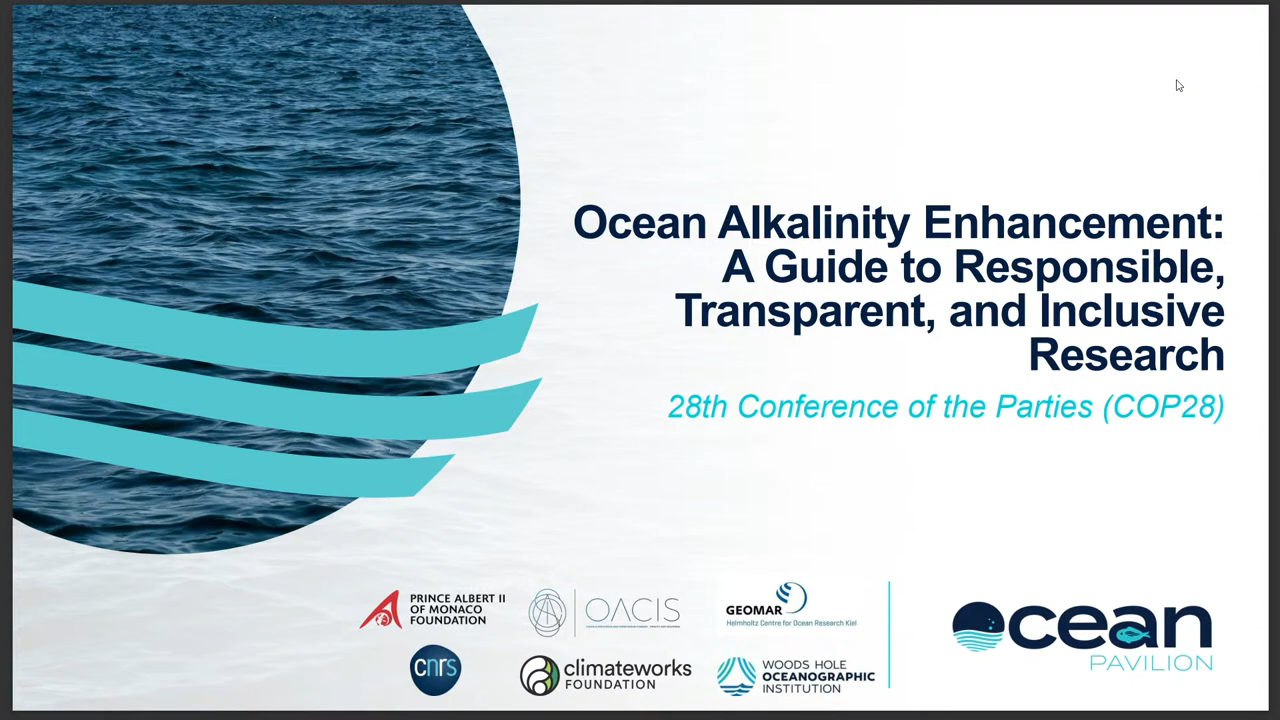 Ocean Alkalinity Enhancement:
A Guide to Responsible,
Transparent, and Inclusive
Research
28th Conference of the Parties (COP28)
PRINCE ALBERT II
OF MONACO
FOUNDATION
OACIS
GEOMAR
Helmholtz Centre for Ocean Research Kiel
cnrs
climateworks
FOUNDATION
WOODS HOLE
OCEANOGRAPHIC
INSTITUTION
Ocean
PAVILION